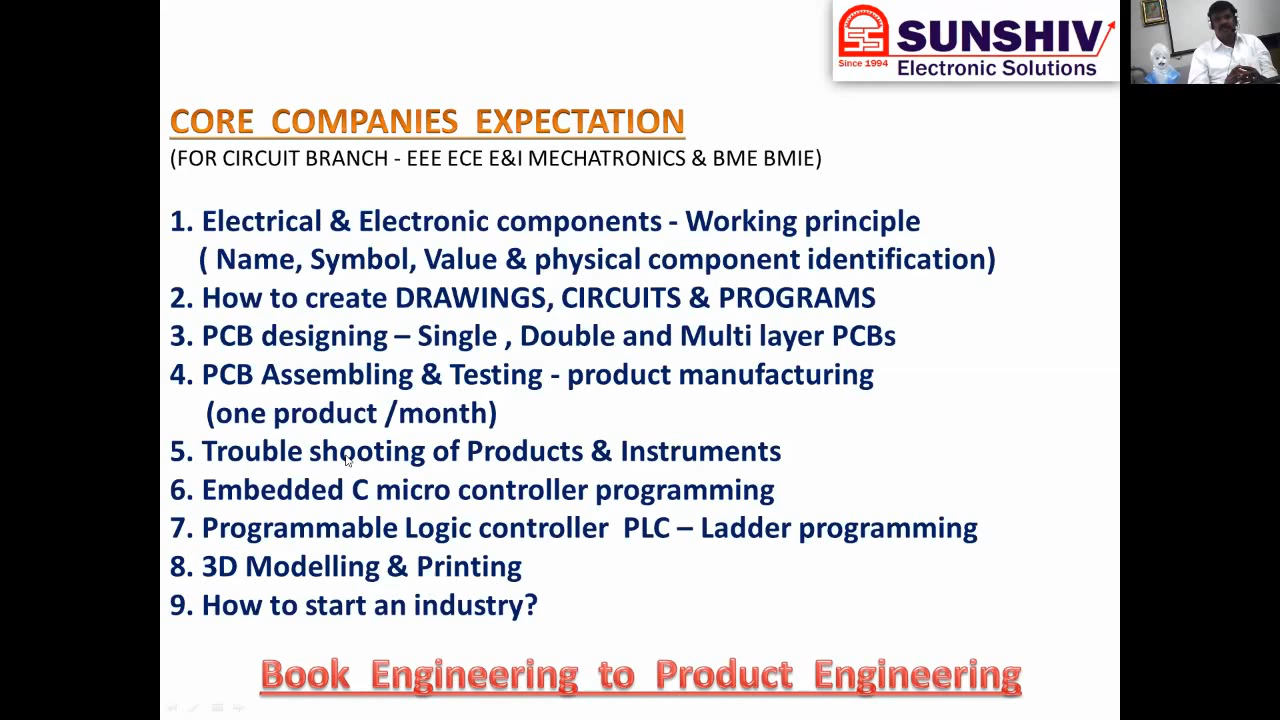 SUNSHIV
Since 1994
Electronic Solutions
CORE COMPANIES EXPECTATION
(FOR CIRCUIT BRANCH - EEE ECE E&I MECHATRONICS & BME BMIE)
1. Electrical & Electronic components - Working principle
( Name, Symbol, Value & physical component identification)
2. How to create DRAWINGS, CIRCUITS & PROGRAMS
3. PCB designing – Single , Double and Multi layer PCBs
4. PCB Assembling & Testing - product manufacturing
(one product /month)
5. Trouble shooting of Products & Instruments
6. Embedded C micro controller programming
7. Programmable Logic controller PLC – Ladder programming
8. 3D Modelling & Printing
9. How to start an industry?
Book Engineering to Product Engineering